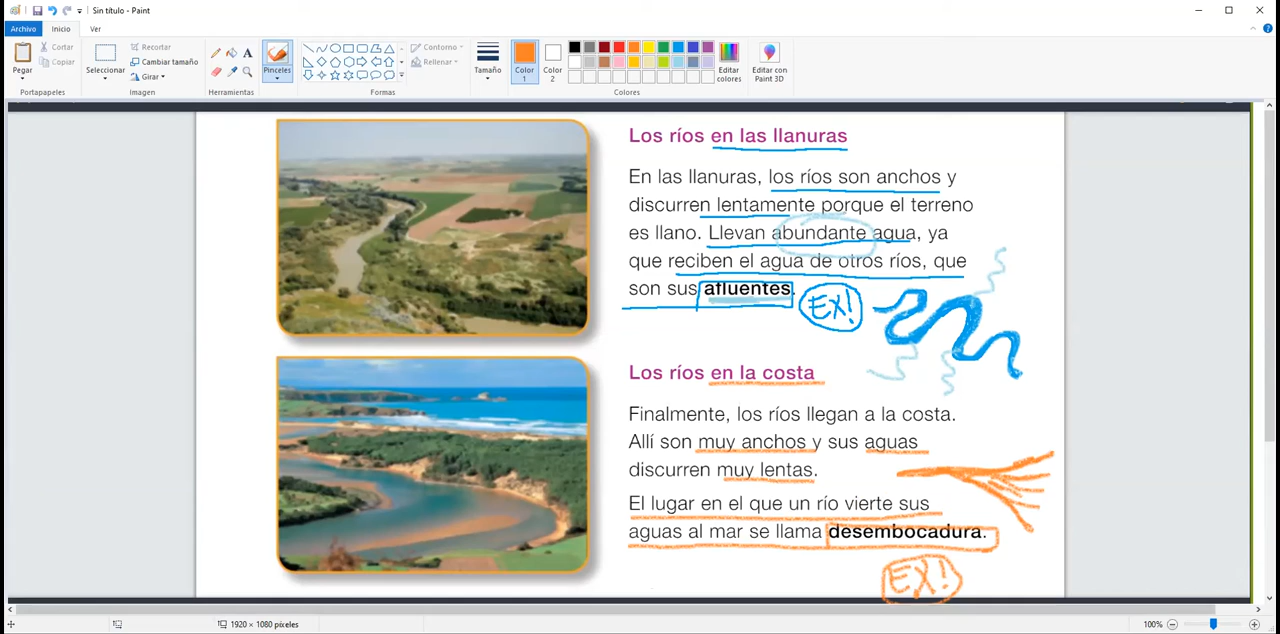 Sin título - Paint
Archivo Inicio Ver
Pegar
Cortar
Copiar
Portapapeles
Seleccionar
Recortar
Cambiar tamaño
Girar
Imagen
A
Herramientas
Pinceles
Contorno
Rellenar
Formas
Tamaño
Color 1
Color 2
Editar colores
Colores
Editar con Paint 3D
Los ríos en las llanuras
En las llanuras, los ríos son anchos y
discurren lentamente porque el terreno
es llano. Llevan abundante agua, ya
que reciben el agua de otros ríos, que
son sus afluentes.
EX!
Los ríos en la costa
Finalmente, los ríos llegan a la costa.
Allí son muy anchos y sus aguas
discurren muy lentas.
El lugar en el que un río vierte sus
aguas al mar se llama desembocadura.
EX!
1920 × 1080 píxeles
100%